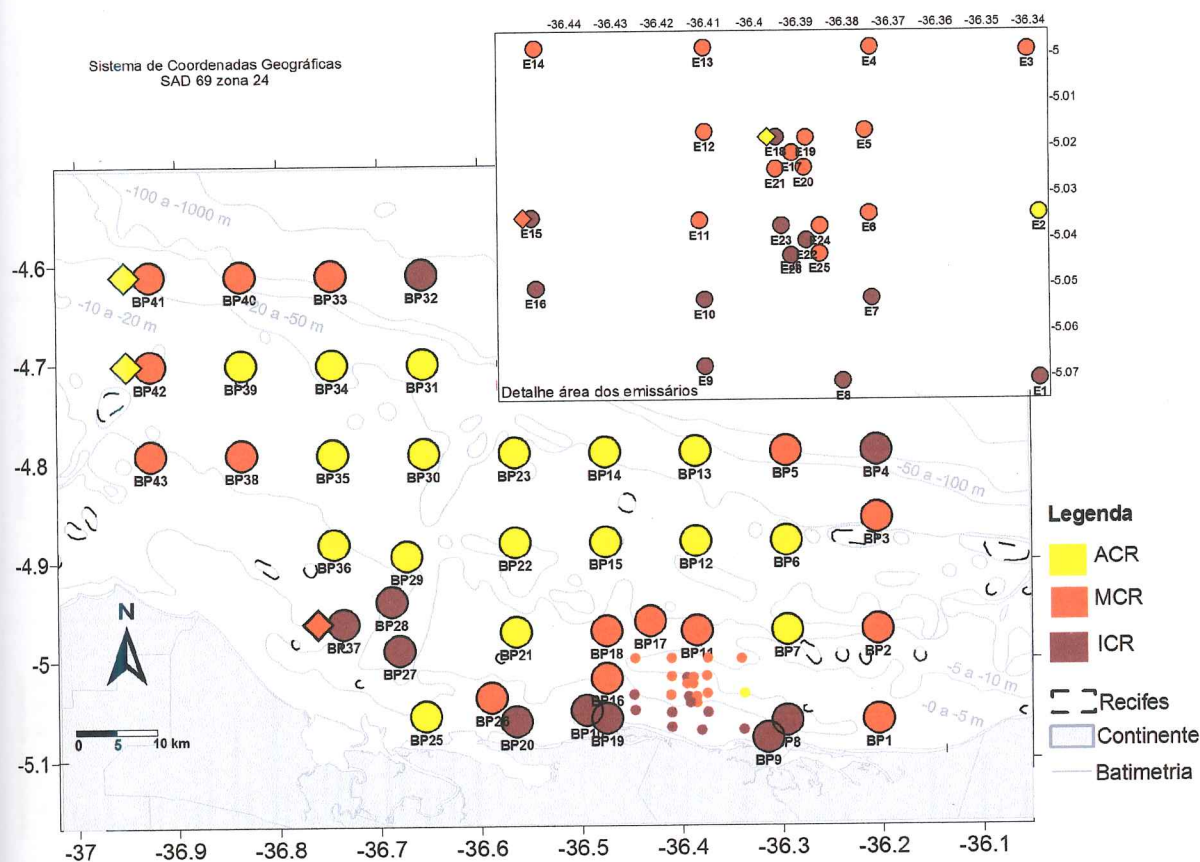 Sistema de Coordenadas Geográficas
SAD 69 zona 24
-36.44 -36.43 -36.42 -36.41 -36.4 -36.39 -36.38 -36.37 -36.36 -36.35 -36.34
E14 E13 E4 E3
-5
-5.01
E12 E18 E19 E5
-5.02
E17
E21 E20
-5.03
E15 E11 E23 E24 E6 E2
-5.04
E22
E25
-5.05
E16 E10 E7
-5.06
E9 E8 E1
-5.07
Detalhe área dos emissários
-100 a -1000 m
-4.6
BP41 BP40 BP33 BP32
-10 a -20 m
-20 a -50 m
-4.7
BP42 BP39 BP34 BP31
-4.8
BP43 BP38 BP35 BP30 BP23 BP14 BP13 BP5 BP4
-50 a -100 m
BP3
-4.9
BP36 BP29 BP22 BP15 BP12 BP6
BP37 BP28 BP21 BP18 BP17 BP11 BP7 BP2
-5
BP27
-5 a -10 m
BP26 BP16
-0 a -5 m
BP25 BP20 BP19 BP8 BP1
BP9
-5.1
N
0 5 10 km
Legenda
ACR
MCR
ICR
Recifes
Continente
Batimetria
-37 -36.9 -36.8 -36.7 -36.6 -36.5 -36.4 -36.3 -36.2 -36.1